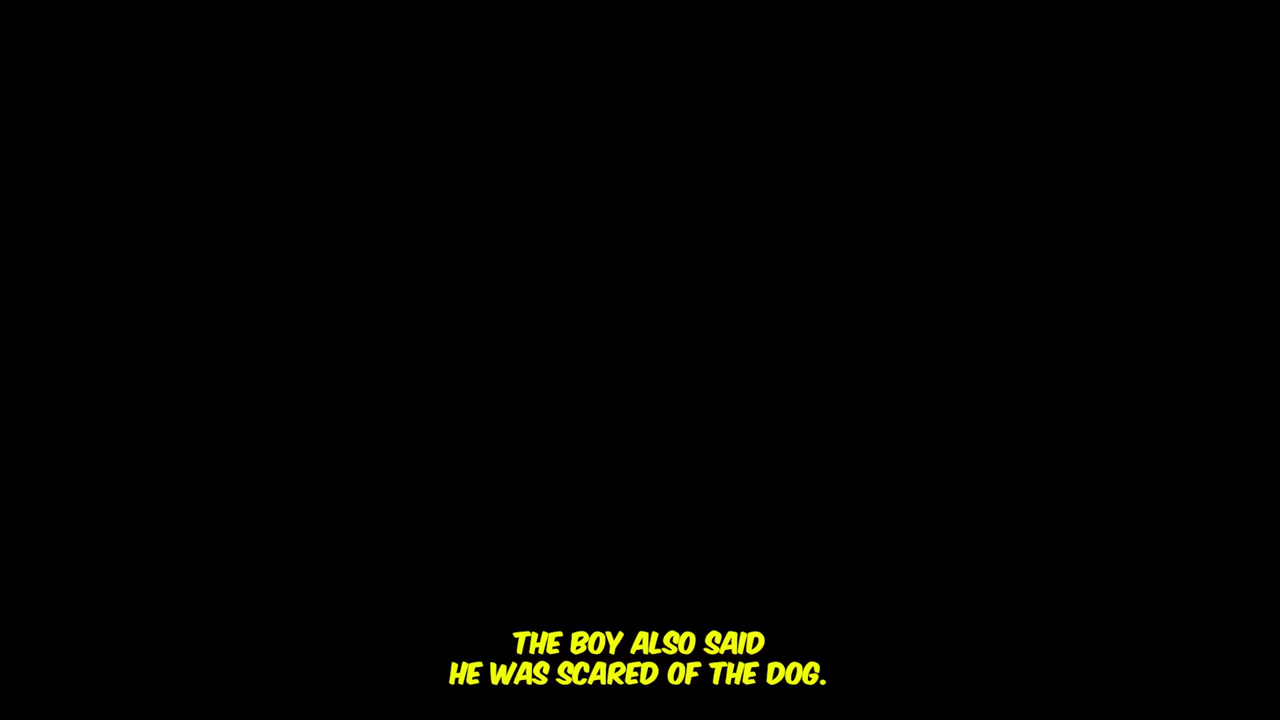 THE BOY ALSO SAID
HE WAS SCARED OF THE DOG.